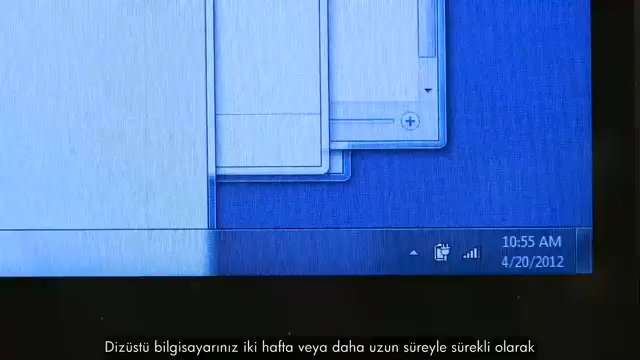 10:55 AM
4/20/2012
Dizüstü bilgisayarınız iki hafta veya daha uzun süreyle sürekli olarak